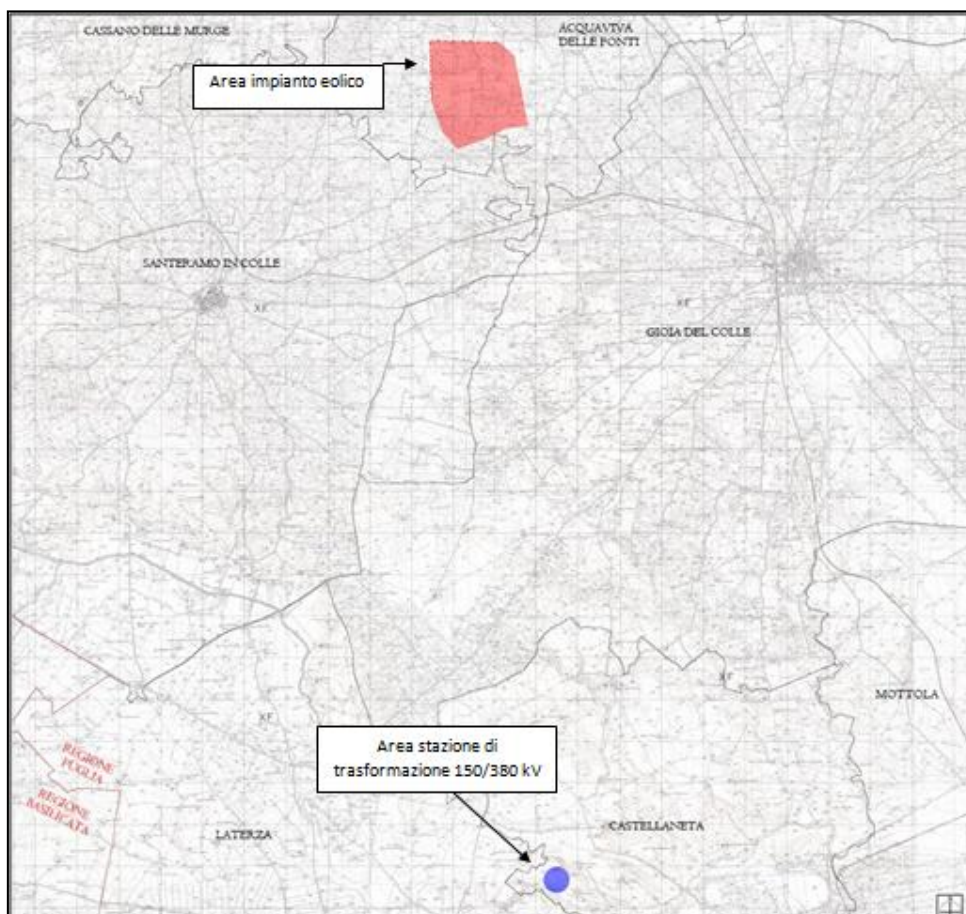 CASSANO DELLE MURGE
ACQUAVIVA
DELLE FONTI
Area impianto eolico
SANTERAMO IN COLLE
GIOIA DEL COLLE
MOTTOLA
REGIONE
PUGLIA
REGIONE
BASILICATA
Area stazione di
trasformazione 150/380 kV
LATERZA
CASTELLANETA